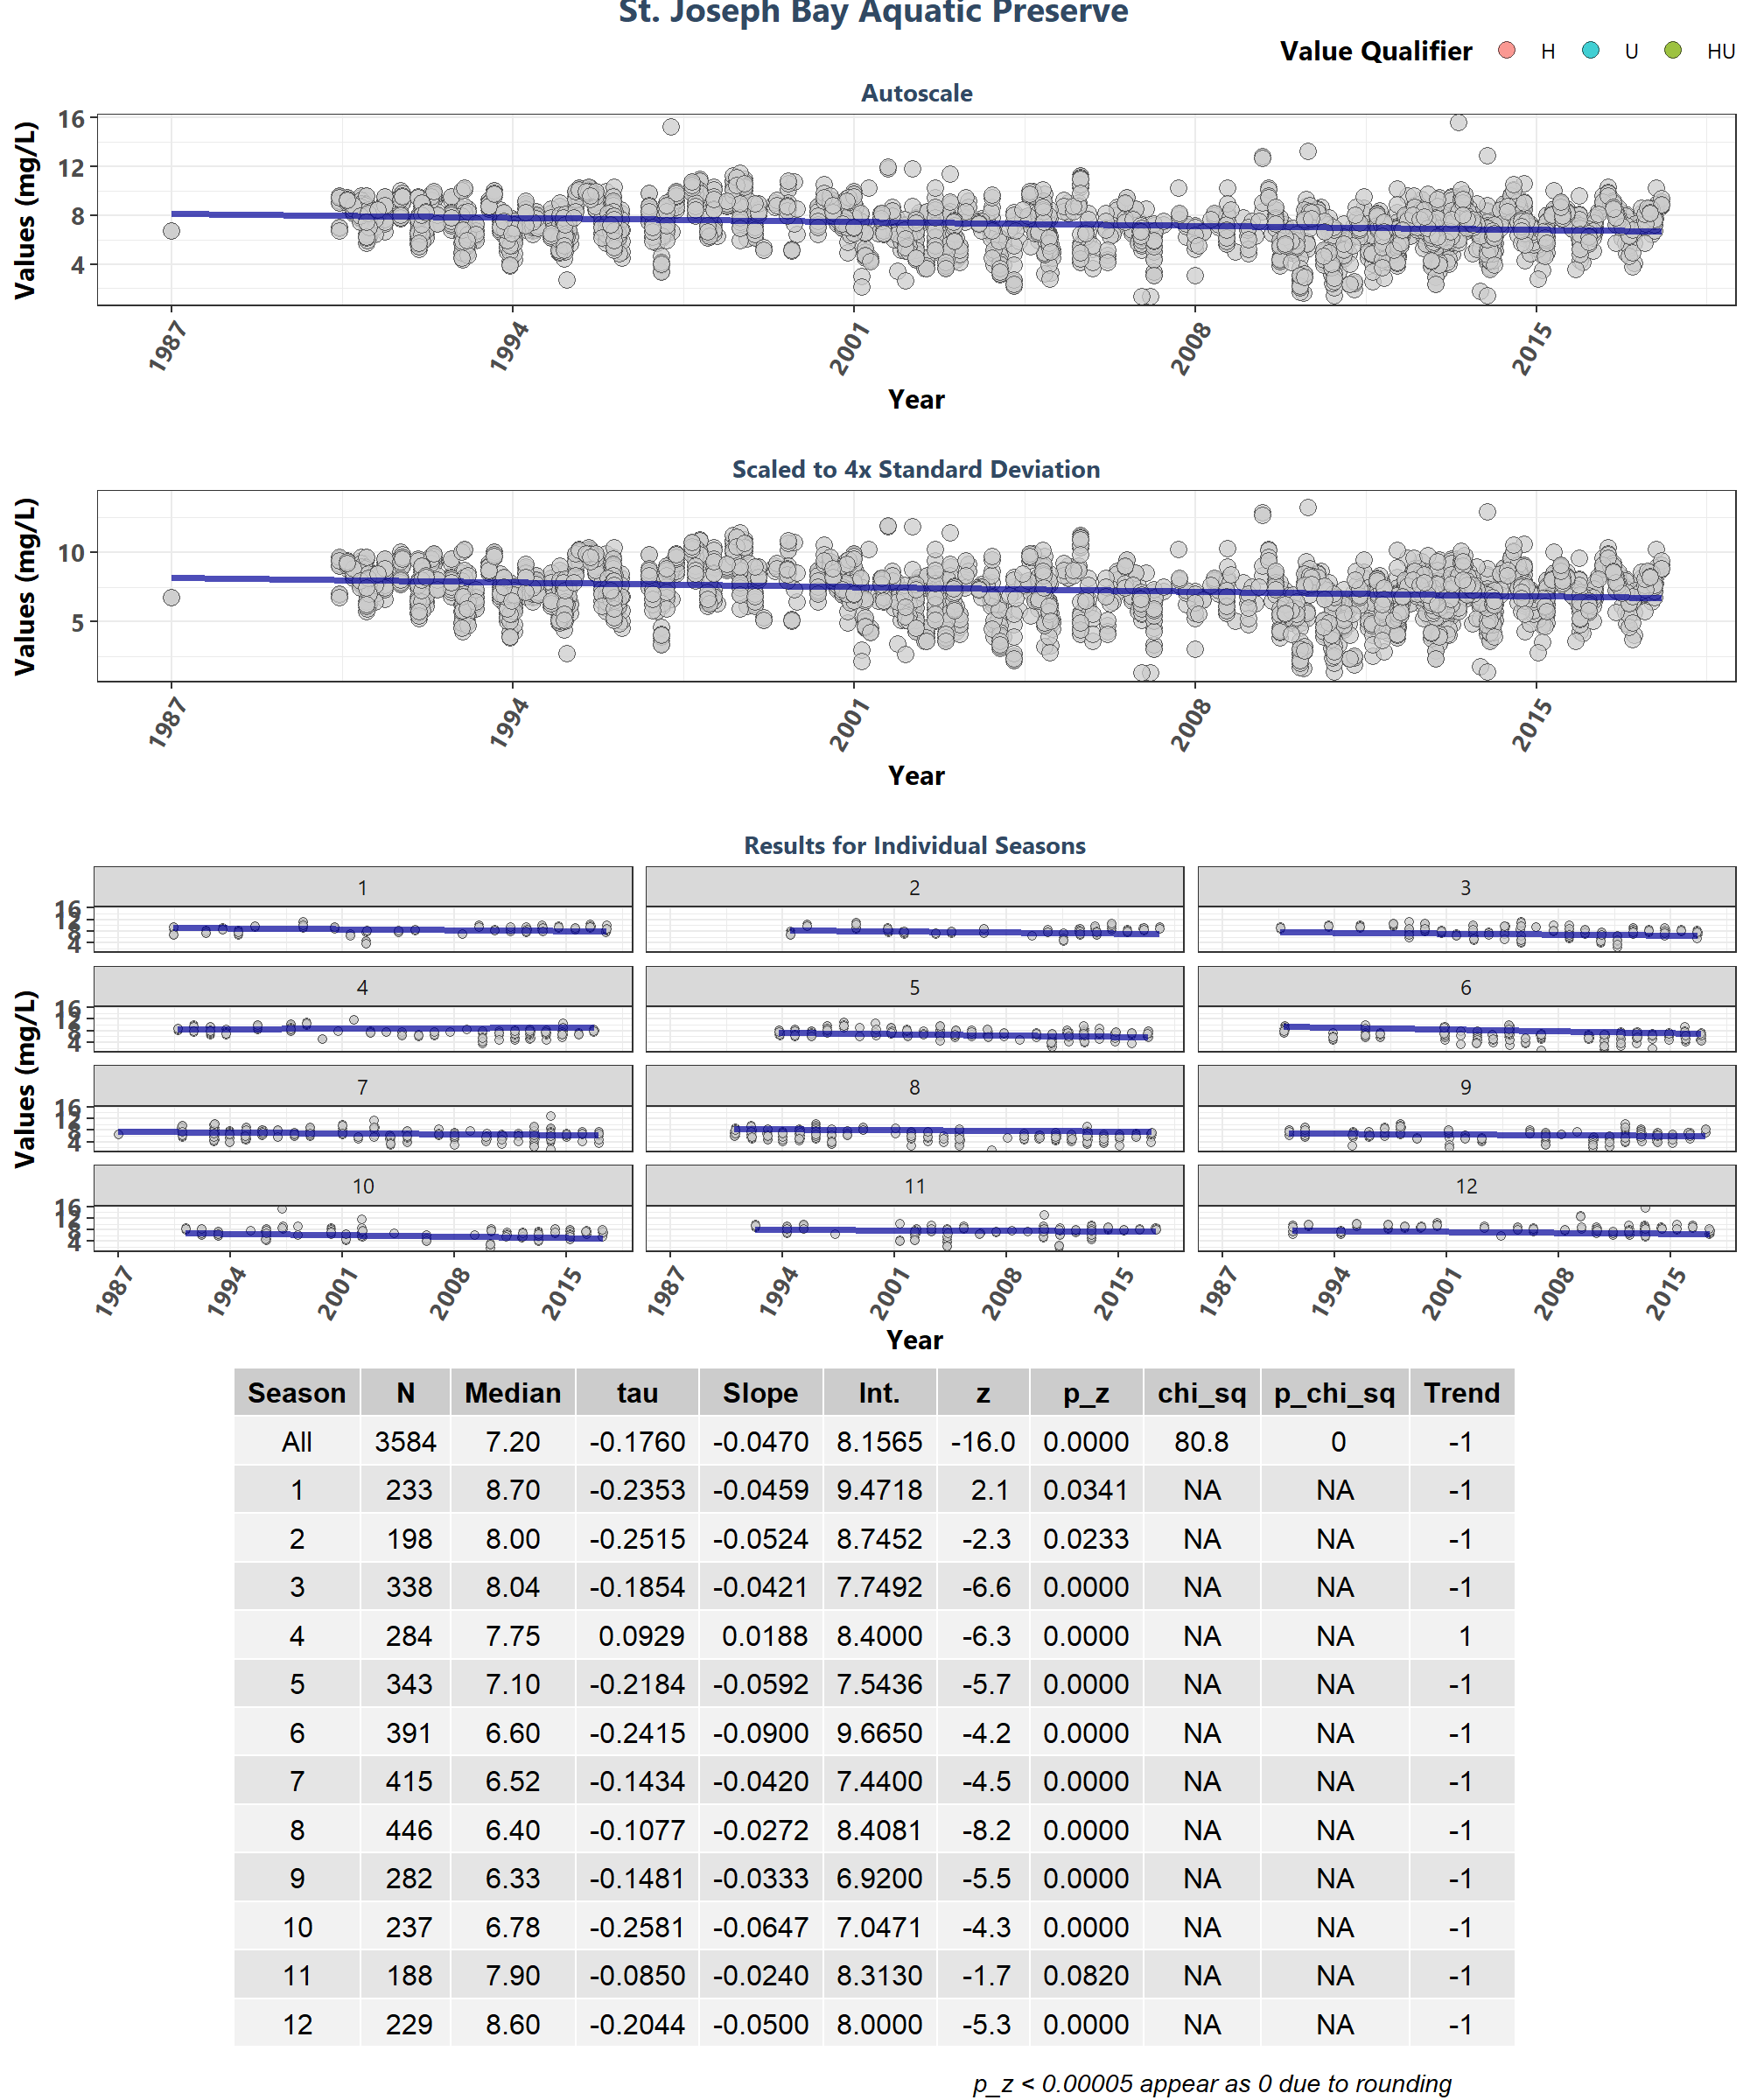 St. Joseph Bay Aquatic Preserve
Value Qualifier H U HU
Autoscale
Values (mg/L)
16
12
8
4
1987 1994 2001 2008 2015
Year
Scaled to 4x Standard Deviation
Values (mg/L)
10
5
1987 1994 2001 2008 2015
Year
Results for Individual Seasons
Values (mg/L)
1 2 3
16
12
8
4
4 5 6
16
12
8
4
7 8 9
16
12
8
4
10 11 12
16
12
8
4
1987 1994 2001 2008 2015 1987 1994 2001 2008 2015 1987 1994 2001 2008 2015
Year
Season N Median tau Slope Int. z p_z chi_sq p_chi_sq Trend
All 3584 7.20 -0.1760 -0.0470 8.1565 -16.0 0.0000 80.8 0 -1
1 233 8.70 -0.2353 -0.0459 9.4718 2.1 0.0341 NA NA -1
2 198 8.00 -0.2515 -0.0524 8.7452 -2.3 0.0233 NA NA -1
3 338 8.04 -0.1854 -0.0421 7.7492 -6.6 0.0000 NA NA -1
4 284 7.75 0.0929 0.0188 8.4000 -6.3 0.0000 NA NA 1
5 343 7.10 -0.2184 -0.0592 7.5436 -5.7 0.0000 NA NA -1
6 391 6.60 -0.2415 -0.0900 9.6650 -4.2 0.0000 NA NA -1
7 415 6.52 -0.1434 -0.0420 7.4400 -4.5 0.0000 NA NA -1
8 446 6.40 -0.1077 -0.0272 8.4081 -8.2 0.0000 NA NA -1
9 282 6.33 -0.1481 -0.0333 6.9200 -5.5 0.0000 NA NA -1
10 237 6.78 -0.2581 -0.0647 7.0471 -4.3 0.0000 NA NA -1
11 188 7.90 -0.0850 -0.0240 8.3130 -1.7 0.0820 NA NA -1
12 229 8.60 -0.2044 -0.0500 8.0000 -5.3 0.0000 NA NA -1
p_z < 0.00005 appear as 0 due to rounding